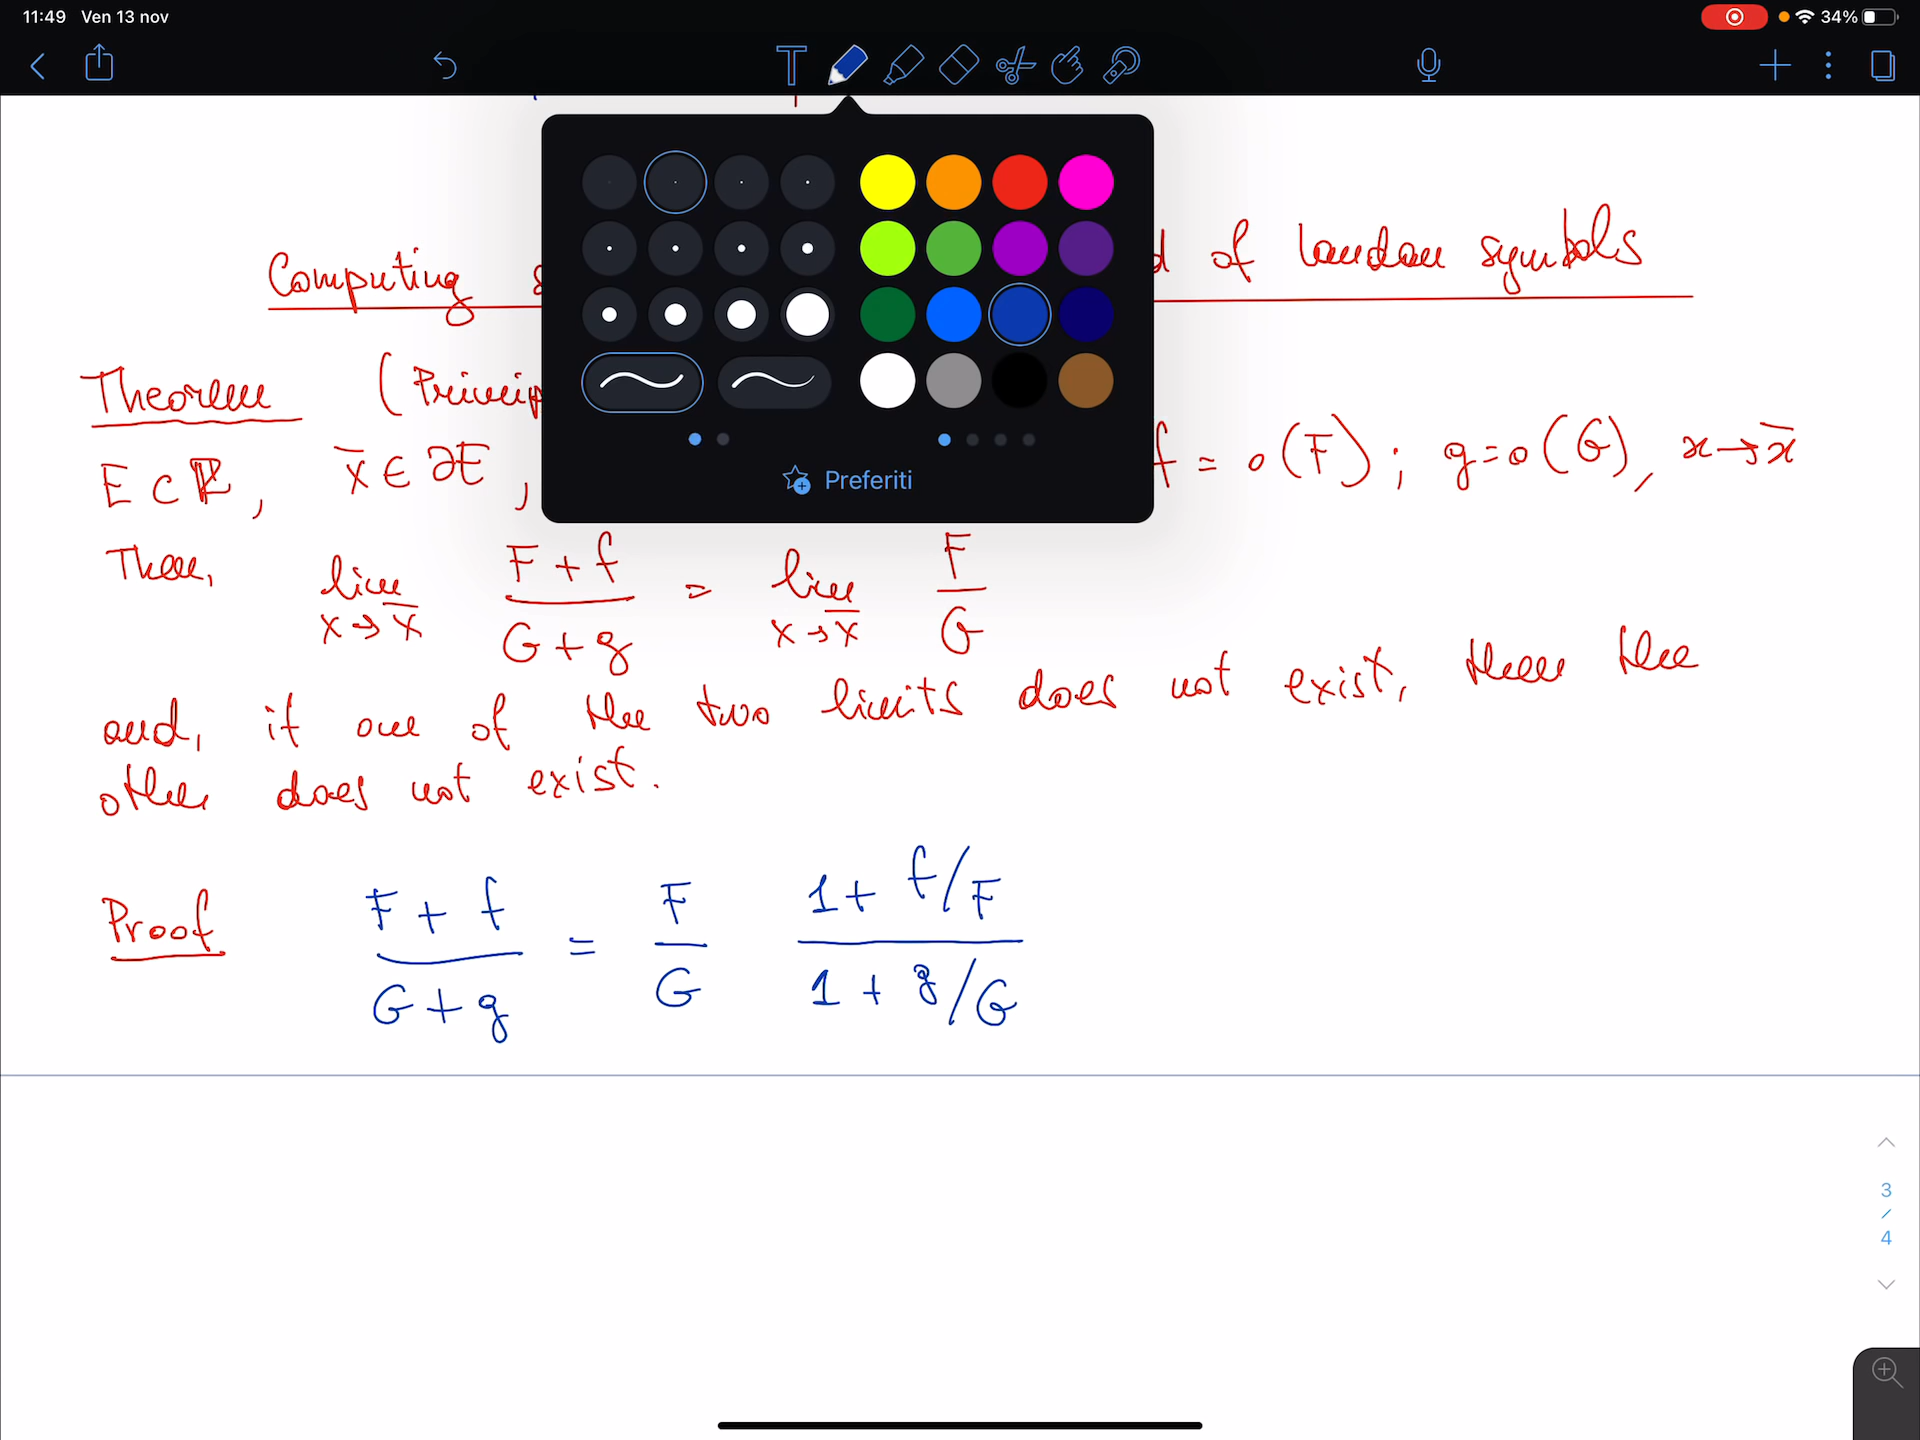 11:49 Ven 13 nov 34%
Computing s d of Landau symbols
Theorem (Princip
E ⊂ ℝ, x̄ ∈ ∂E, f = o(F); g = o(G), x → x̄
Then, lim x→x̄ (F + f)/(G + g) = lim x→x̄ F/G
and, if one of the two limits does not exist, then the
other does not exist.
Proof (F + f)/(G + g) = F/G (1 + f/F)/(1 + g/G)
Preferiti
3/4